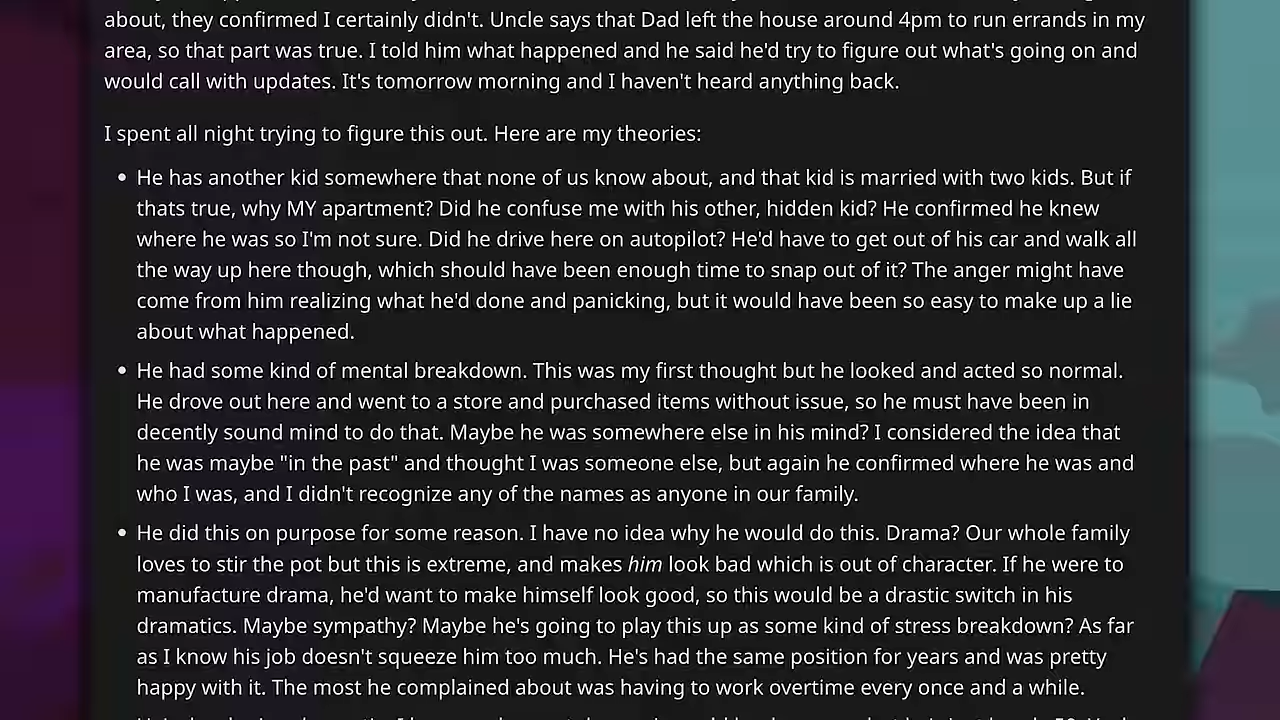 about, they confirmed I certainly didn't. Uncle says that Dad left the house around 4pm to run errands in my
area, so that part was true. I told him what happened and he said he'd try to figure out what's going on and
would call with updates. It's tomorrow morning and I haven't heard anything back.
I spent all night trying to figure this out. Here are my theories:
• He has another kid somewhere that none of us know about, and that kid is married with two kids. But if
thats true, why MY apartment? Did he confuse me with his other, hidden kid? He confirmed he knew
where he was so I'm not sure. Did he drive here on autopilot? He'd have to get out of his car and walk all
the way up here though, which should have been enough time to snap out of it? The anger might have
come from him realizing what he'd done and panicking, but it would have been so easy to make up a lie
about what happened.
• He had some kind of mental breakdown. This was my first thought but he looked and acted so normal.
He drove out here and went to a store and purchased items without issue, so he must have been in
decently sound mind to do that. Maybe he was somewhere else in his mind? I considered the idea that
he was maybe "in the past" and thought I was someone else, but again he confirmed where he was and
who I was, and I didn't recognize any of the names as anyone in our family.
• He did this on purpose for some reason. I have no idea why he would do this. Drama? Our whole family
loves to stir the pot but this is extreme, and makes him look bad which is out of character. If he were to
manufacture drama, he'd want to make himself look good, so this would be a drastic switch in his
dramatics. Maybe sympathy? Maybe he's going to play this up as some kind of stress breakdown? As far
as I know his job doesn't squeeze him too much. He's had the same position for years and was pretty
happy with it. The most he complained about was having to work overtime every once and a while.